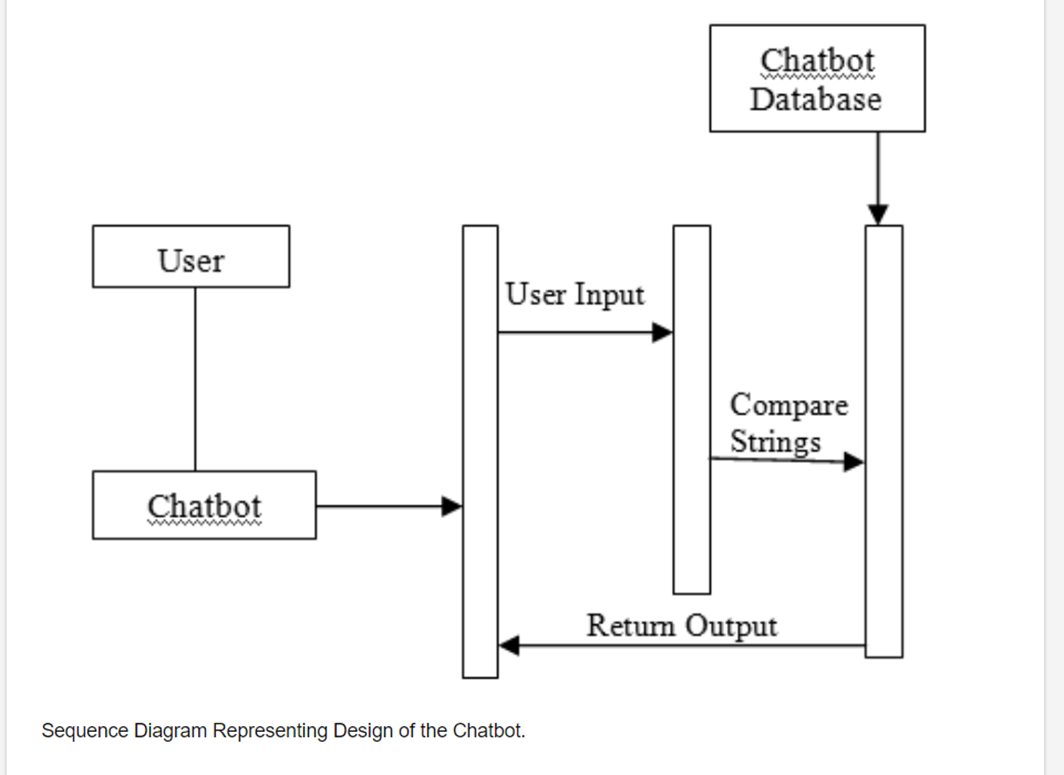 Chatbot
Database
User
User Input
Compare
Strings
Chatbot
Return Output
Sequence Diagram Representing Design of the Chatbot.